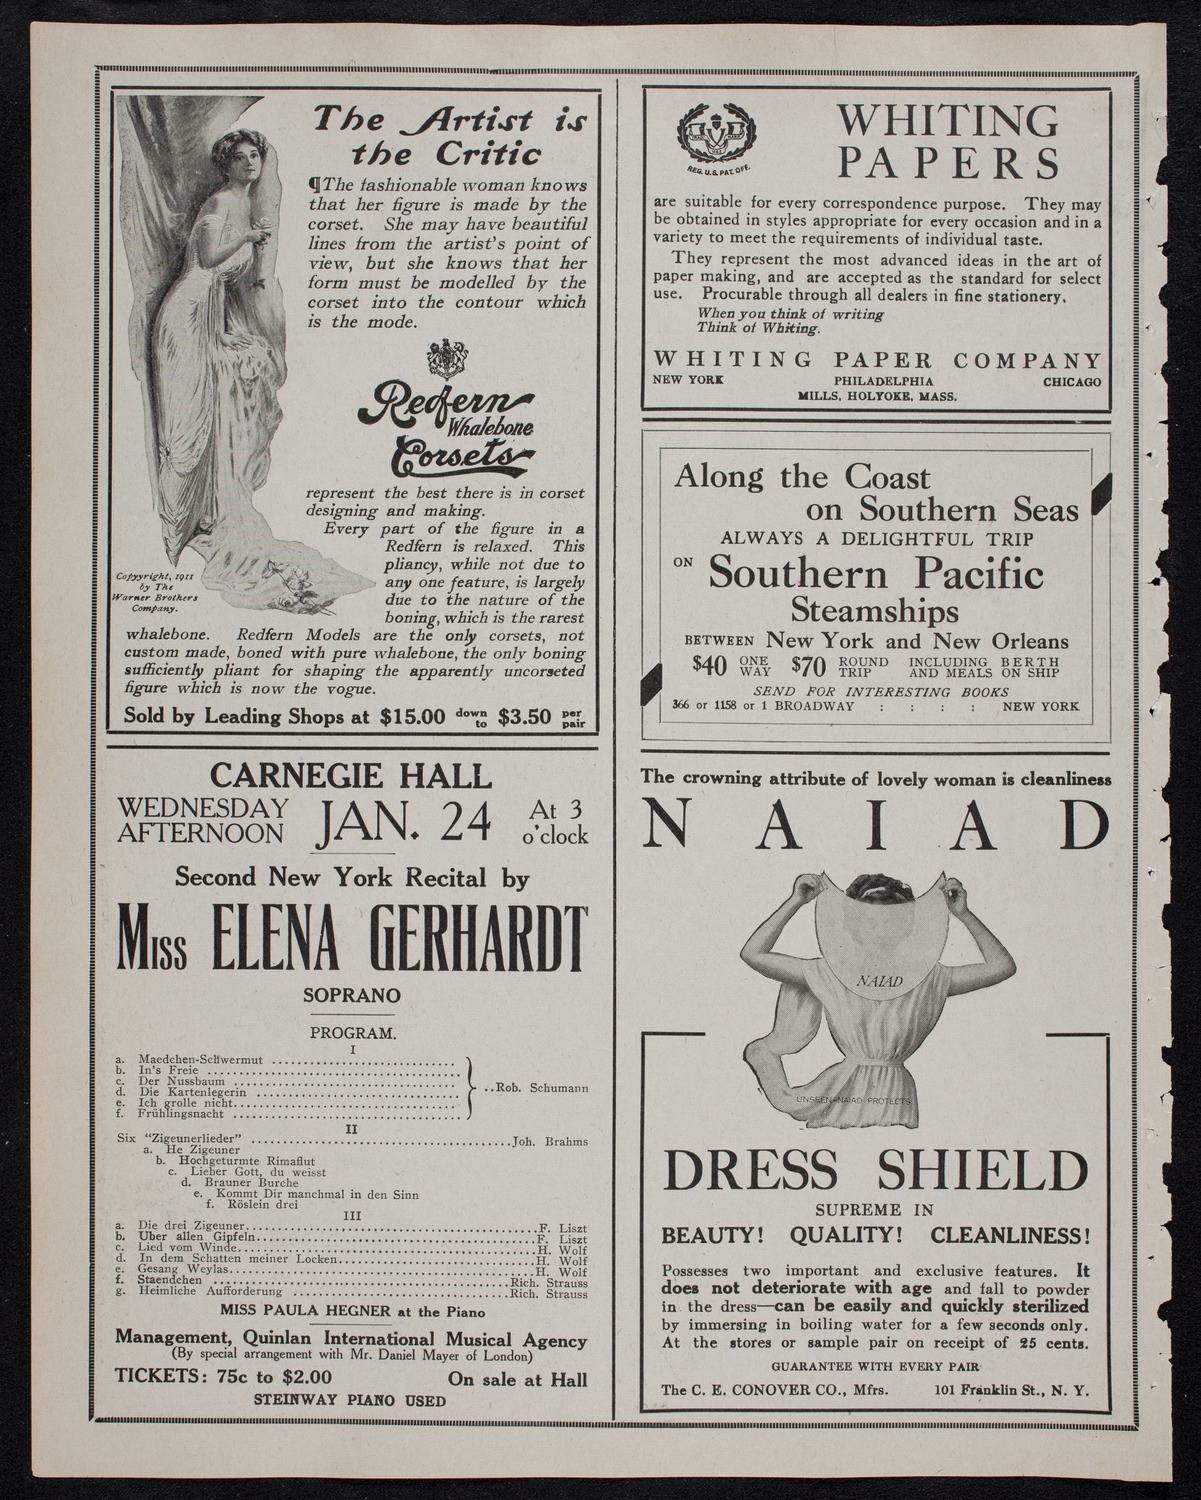 The Artist is
the Critic
¶The fashionable woman knows
that her figure is made by the
corset. She may have beautiful
lines from the artist's point of
view, but she knows that her
form must be modelled by the
corset into the contour which
is the mode.
Redfern
Whalebone
Corsets
represent the best there is in corset
designing and making.
Every part of the figure in a
Redfern is relaxed. This
pliancy, while not due to
any one feature, is largely
due to the nature of the
boning, which is the rarest
Copyright, 1911
by The
Warner Brothers
Company.
whalebone. Redfern Models are the only corsets, not
custom made, boned with pure whalebone, the only boning
sufficiently pliant for shaping the apparently uncorseted
figure which is now the vogue.
Sold by Leading Shops at $15.00 down to $3.50 per pair
CARNEGIE HALL
WEDNESDAY AFTERNOON JAN. 24 At 3 o'clock
Second New York Recital by
Miss ELENA GERHARDT
SOPRANO
PROGRAM.
I
a. Maedchen-Schwermut
b. In's Freie
c. Der Nussbaum
d. Die Kartenlegerin ..Rob. Schumann
e. Ich grolle nicht
f. Frühlingsnacht
II
Six "Zigeunerlieder" Joh. Brahms
a. He Zigeuner
b. Hochgeturmte Rimaflut
c. Lieber Gott, du weisst
d. Brauner Burche
e. Kommt Dir manchmal in den Sinn
f. Röslein drei
III
a. Die drei Zigeuner F. Liszt
b. Uber allen Gipfeln F. Liszt
c. Lied vom Winde H. Wolf
d. In dem Schatten meiner Locken H. Wolf
e. Gesang Weylas H. Wolf
f. Staendchen Rich. Strauss
g. Heimliche Aufforderung Rich. Strauss
MISS PAULA HEGNER at the Piano
Management, Quinlan International Musical Agency
(By special arrangement with Mr. Daniel Mayer of London)
TICKETS: 75c to $2.00 On sale at Hall
STEINWAY PIANO USED
REG. U.S. PAT. OFF.
WHITING
PAPERS
are suitable for every correspondence purpose. They may
be obtained in styles appropriate for every occasion and in a
variety to meet the requirements of individual taste.
They represent the most advanced ideas in the art of
paper making, and are accepted as the standard for select
use. Procurable through all dealers in fine stationery.
When you think of writing
Think of Whiting.
WHITING PAPER COMPANY
NEW YORK PHILADELPHIA CHICAGO
MILLS, HOLYOKE, MASS.
Along the Coast
on Southern Seas
ALWAYS A DELIGHTFUL TRIP
ON Southern Pacific
Steamships
BETWEEN New York and New Orleans
$40 ONE WAY $70 ROUND TRIP INCLUDING BERTH AND MEALS ON SHIP
SEND FOR INTERESTING BOOKS
366 or 1158 or 1 BROADWAY : : : : NEW YORK
The crowning attribute of lovely woman is cleanliness
NAIAD
NAIAD
UNSEEN-NAIAD PROTECTS
DRESS SHIELD
SUPREME IN
BEAUTY! QUALITY! CLEANLINESS!
Possesses two important and exclusive features. It
does not deteriorate with age and fall to powder
in the dress—can be easily and quickly sterilized
by immersing in boiling water for a few seconds only.
At the stores or sample pair on receipt of 25 cents.
GUARANTEE WITH EVERY PAIR
The C. E. CONOVER CO., Mfrs. 101 Franklin St., N. Y.